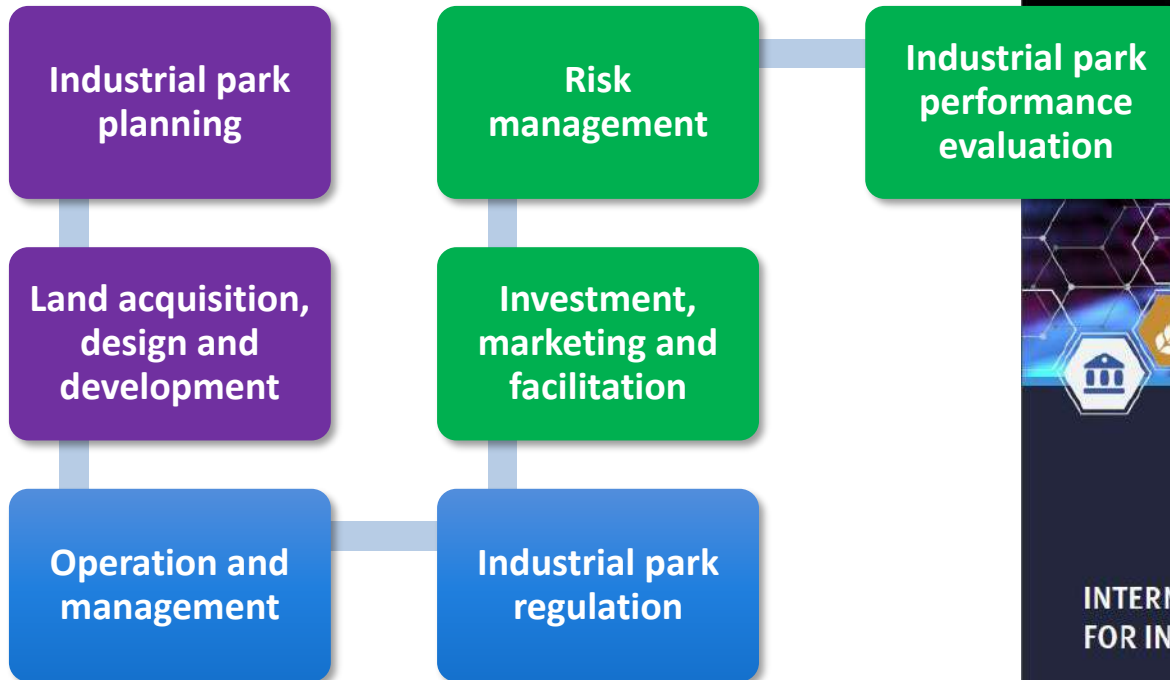 Industrial park
planning
Land acquisition,
design and
development
Operation and
management
Industrial park
regulation
Investment,
marketing and
facilitation
Risk
management
Industrial park
performance
evaluation
FOR